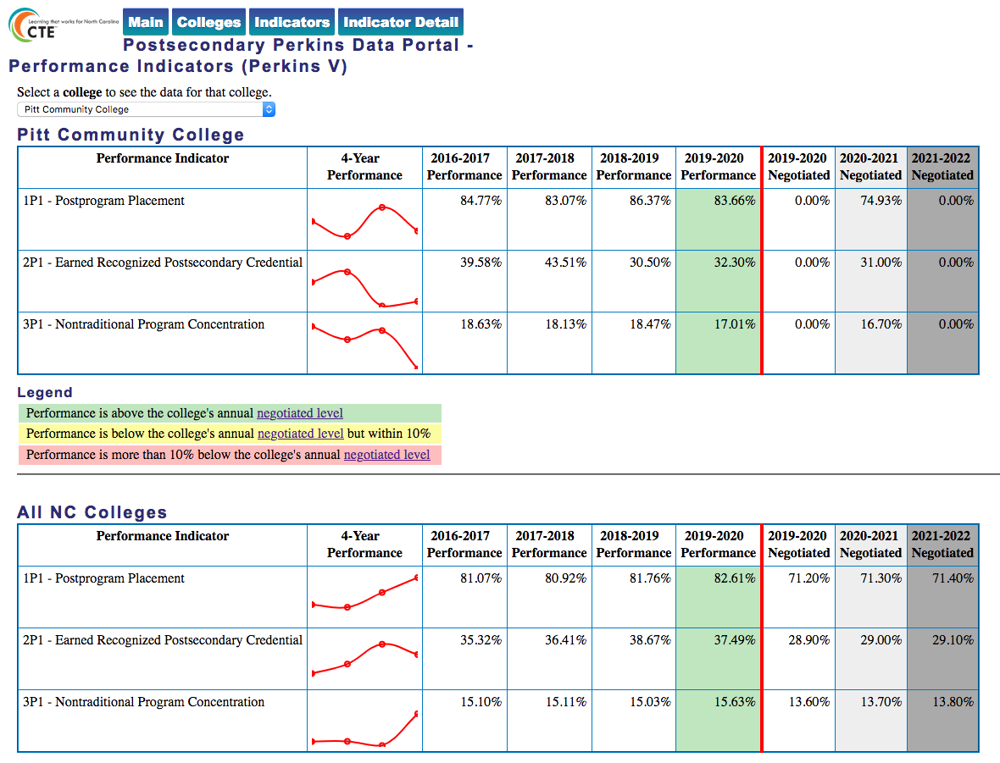 Learning that works for North Carolina
CTE
Main Colleges Indicators Indicator Detail
Postsecondary Perkins Data Portal -
Performance Indicators (Perkins V)
Select a college to see the data for that college.
Pitt Community College
Pitt Community College
Performance Indicator 4-Year Performance 2016-2017 Performance 2017-2018 Performance 2018-2019 Performance 2019-2020 Performance 2019-2020 Negotiated 2020-2021 Negotiated 2021-2022 Negotiated
1P1 - Postprogram Placement 84.77% 83.07% 86.37% 83.66% 0.00% 74.93% 0.00%
2P1 - Earned Recognized Postsecondary Credential 39.58% 43.51% 30.50% 32.30% 0.00% 31.00% 0.00%
3P1 - Nontraditional Program Concentration 18.63% 18.13% 18.47% 17.01% 0.00% 16.70% 0.00%
Legend
Performance is above the college's annual negotiated level
Performance is below the college's annual negotiated level but within 10%
Performance is more than 10% below the college's annual negotiated level
All NC Colleges
Performance Indicator 4-Year Performance 2016-2017 Performance 2017-2018 Performance 2018-2019 Performance 2019-2020 Performance 2019-2020 Negotiated 2020-2021 Negotiated 2021-2022 Negotiated
1P1 - Postprogram Placement 81.07% 80.92% 81.76% 82.61% 71.20% 71.30% 71.40%
2P1 - Earned Recognized Postsecondary Credential 35.32% 36.41% 38.67% 37.49% 28.90% 29.00% 29.10%
3P1 - Nontraditional Program Concentration 15.10% 15.11% 15.03% 15.63% 13.60% 13.70% 13.80%